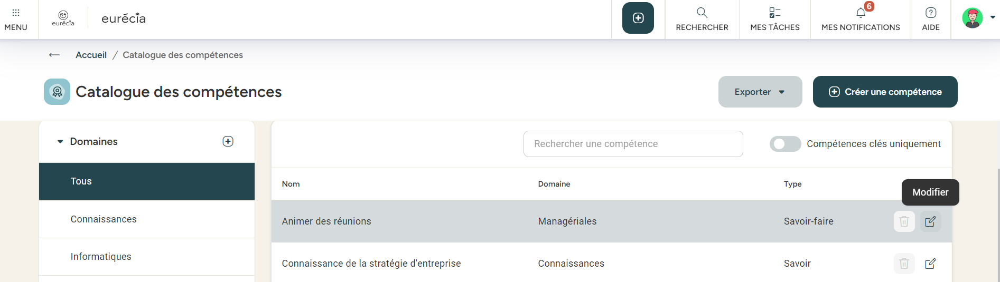 MENU
eurécia
eurécia
RECHERCHER
MES TÂCHES
6
MES NOTIFICATIONS
AIDE
Accueil / Catalogue des compétences
Catalogue des compétences
Exporter
Créer une compétence
Domaines
Rechercher une compétence
Compétences clés uniquement
Tous
Nom Domaine Type
Modifier
Connaissances
Animer des réunions Managériales Savoir-faire
Informatiques
Connaissance de la stratégie d'entreprise Connaissances Savoir